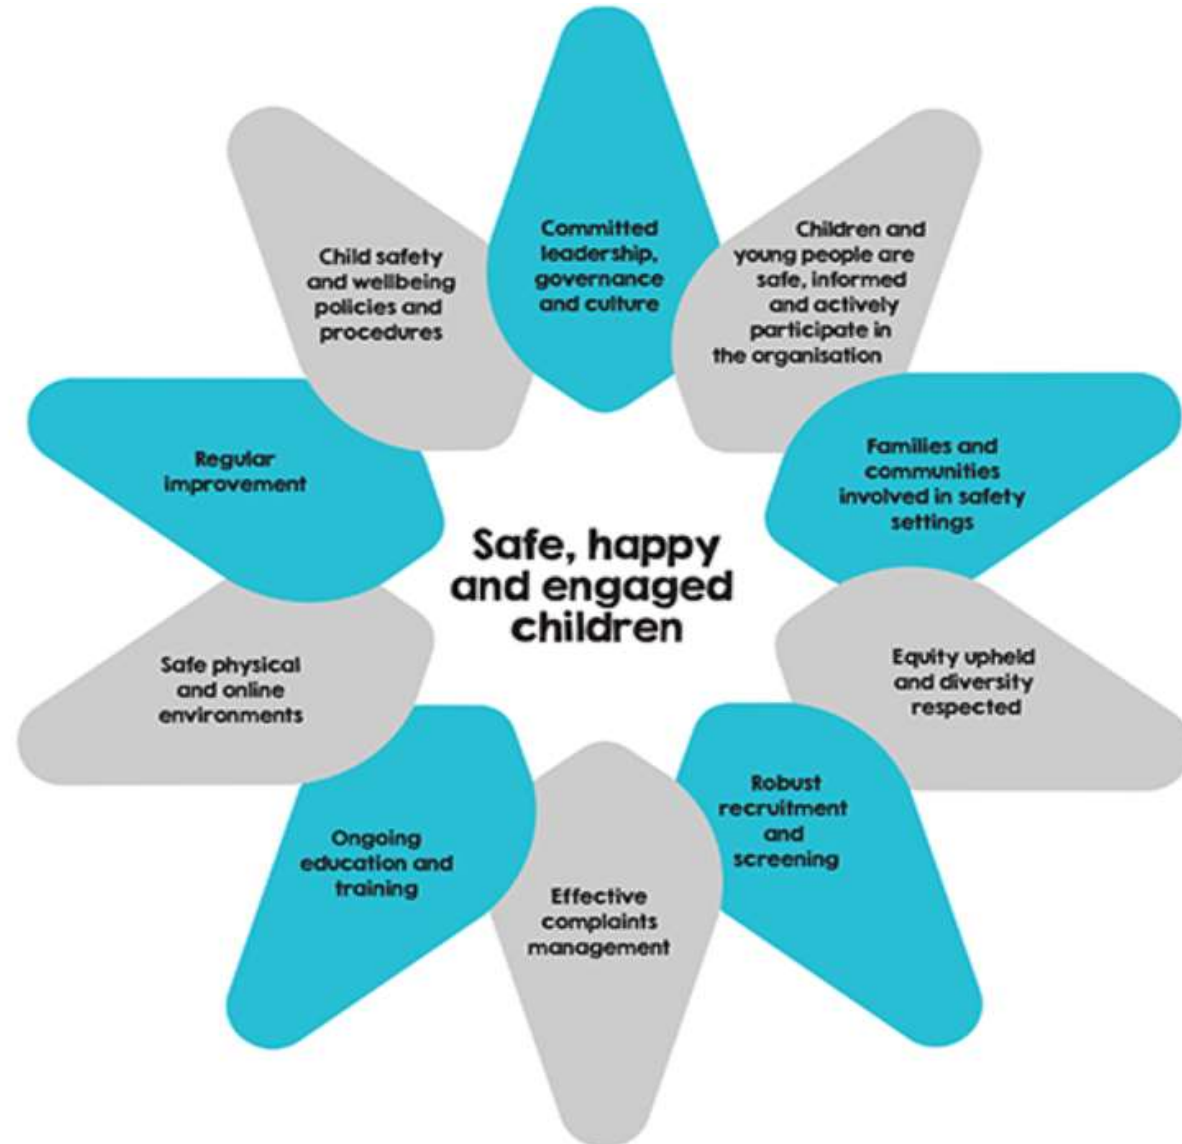 Committed
leadership,
governance
and culture
Children and
young people are
safe, informed
and actively
participate in
the organisation
Families and
communities
involved in safety
settings
Equity upheld
and diversity
respected
Robust
recruitment
and
screening
Effective
complaints
management
Ongoing
education and
training
Safe physical
and online
environments
Regular
improvement
Child safety
and wellbeing
policies and
procedures
Safe, happy
and engaged
children